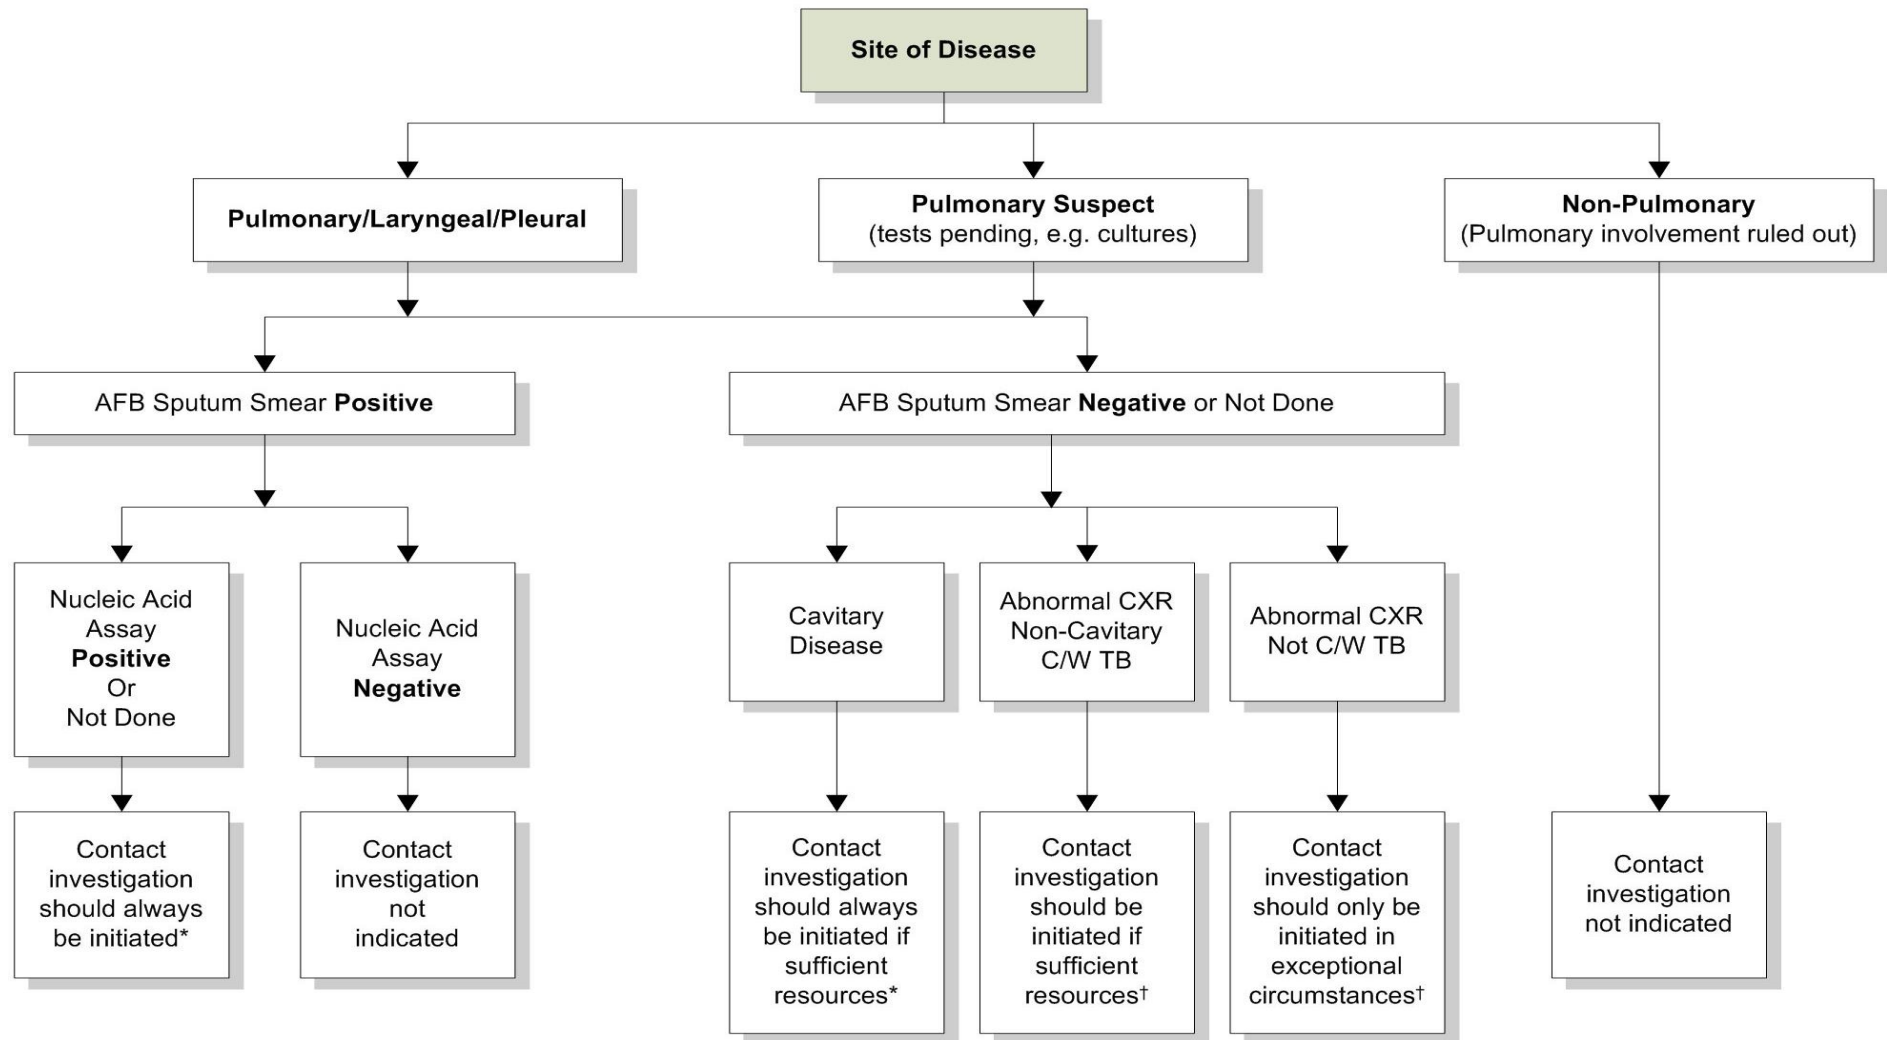 Site of Disease
Pulmonary/Laryngeal/Pleural
Pulmonary Suspect
(tests pending, e.g. cultures)
Non-Pulmonary
(Pulmonary involvement ruled out)
AFB Sputum Smear Positive
AFB Sputum Smear Negative or Not Done
Nucleic Acid
Assay
Positive
Or
Not Done
Nucleic Acid
Assay
Negative
Cavitary
Disease
Abnormal CXR
Non-Cavitary
C/W TB
Abnormal CXR
Not C/W TB
Contact
investigation
should always
be initiated*
Contact
investigation
not
indicated
Contact
investigation
should always
be initiated if
sufficient
resources*
Contact
investigation
should be
initiated if
sufficient
resources†
Contact
investigation
should only be
initiated in
exceptional
circumstances†
Contact
investigation
not indicated